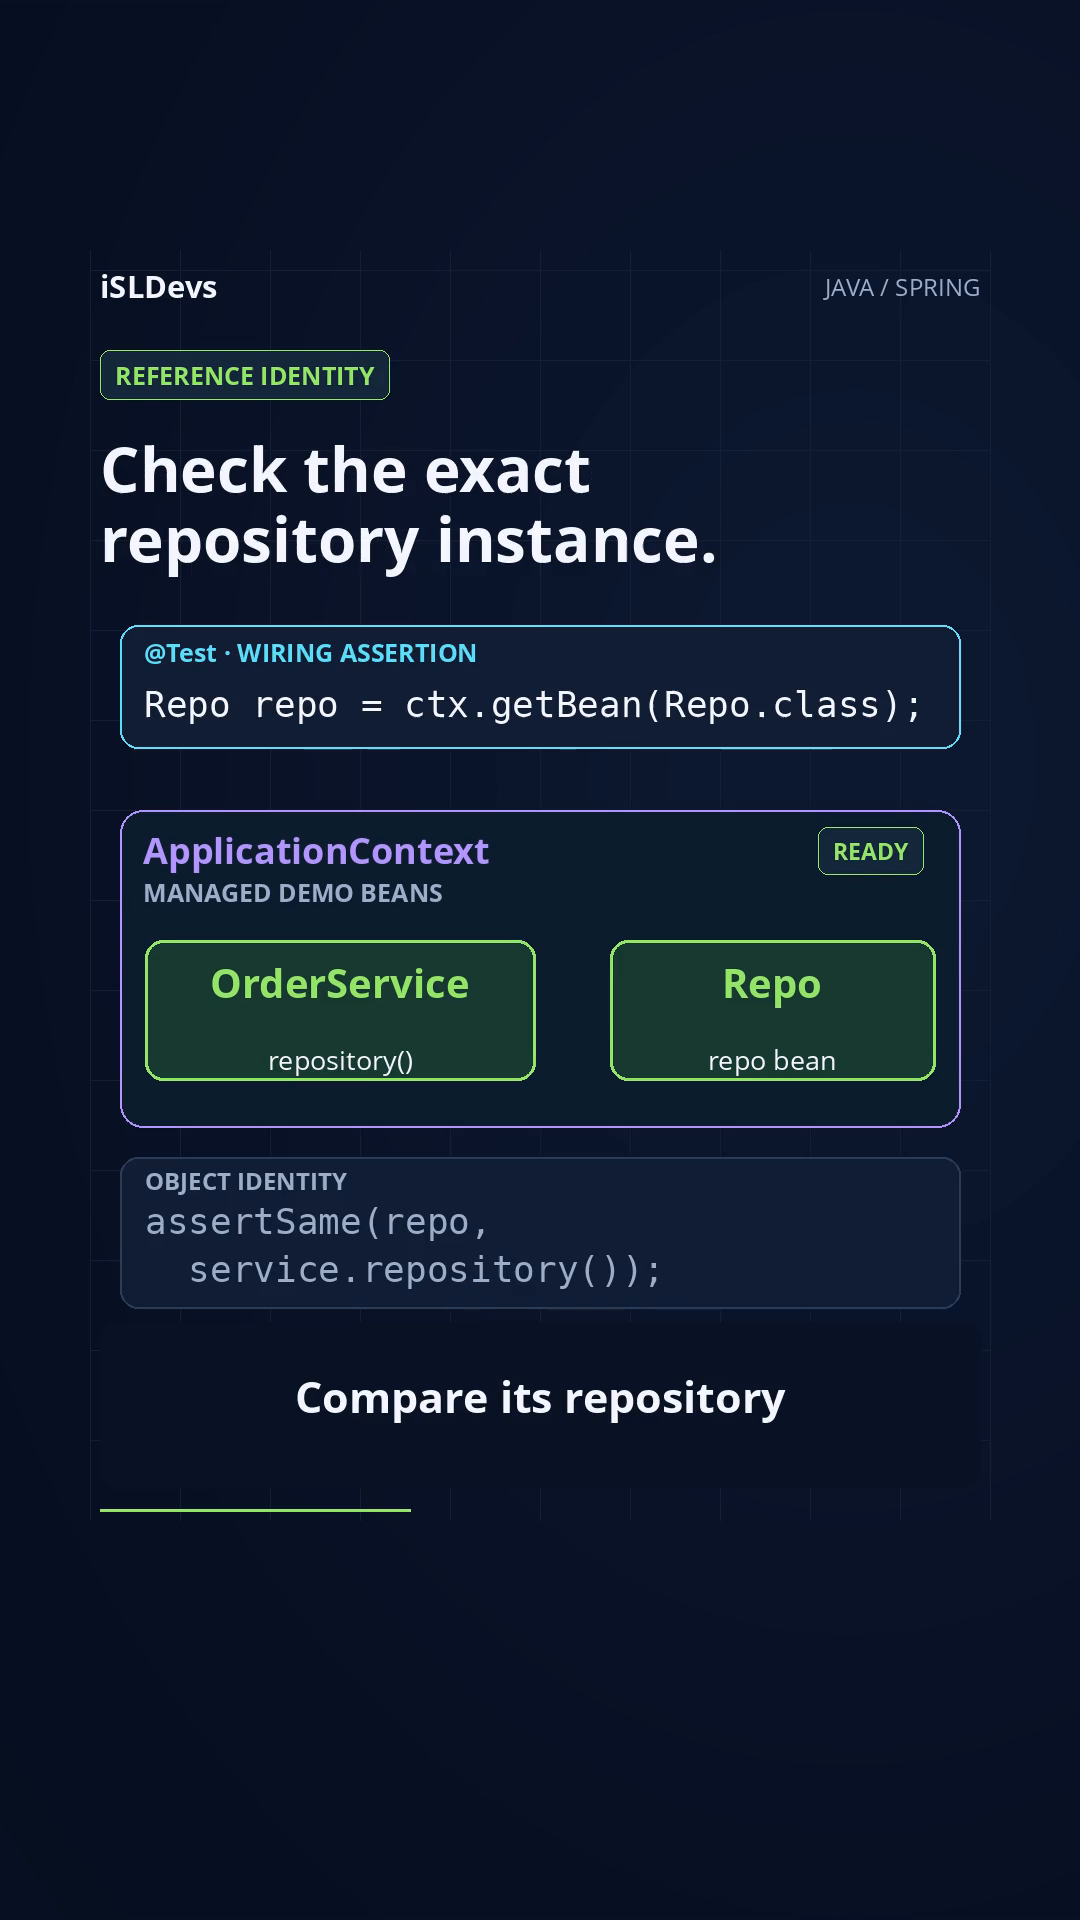 iSLDevs
JAVA / SPRING
REFERENCE IDENTITY
Check the exact
repository instance.
@Test · WIRING ASSERTION
Repo repo = ctx.getBean(Repo.class);
ApplicationContext
READY
MANAGED DEMO BEANS
OrderService
repository()
Repo
repo bean
OBJECT IDENTITY
assertSame(repo,
  service.repository());
Compare its repository